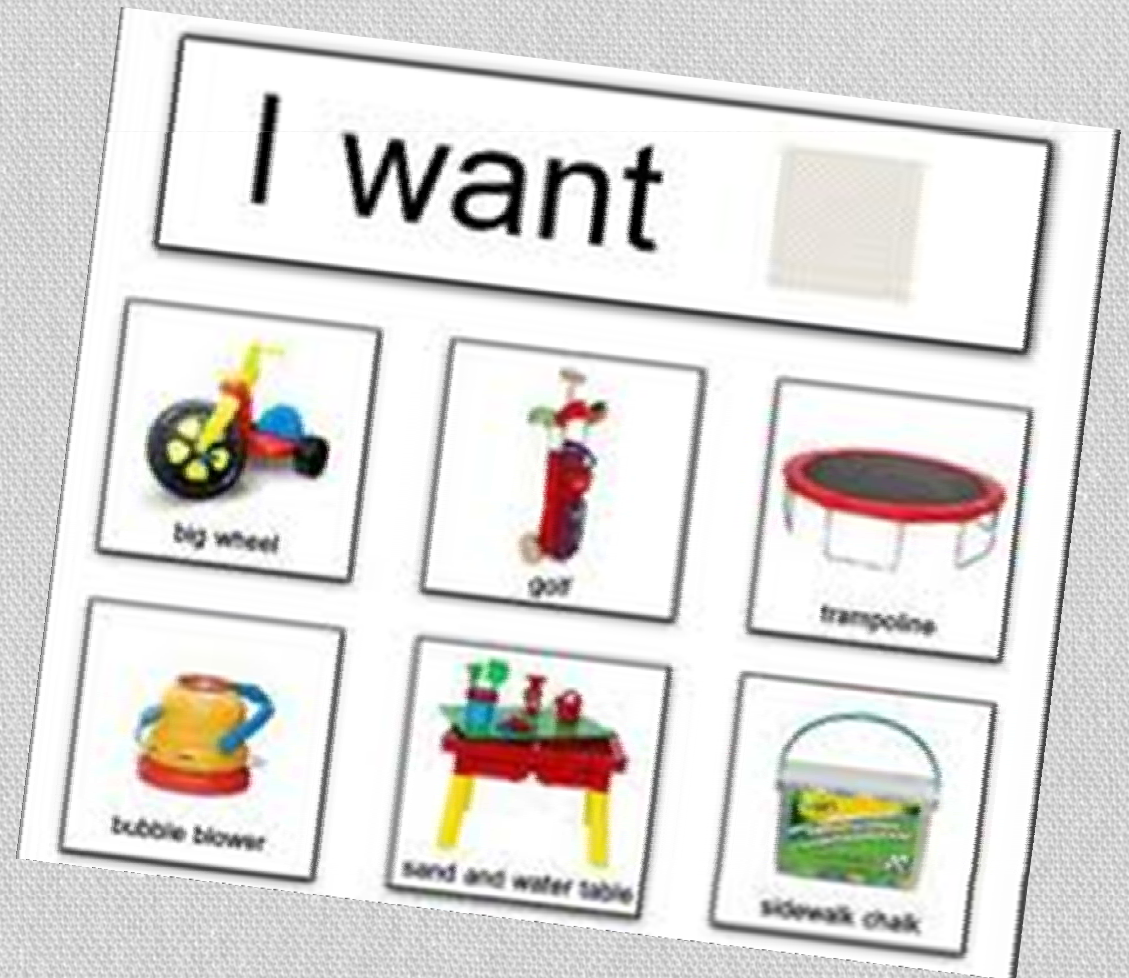 I want
big wheel
golf
trampoline
bubble blower
sand and water table
sidewalk chalk